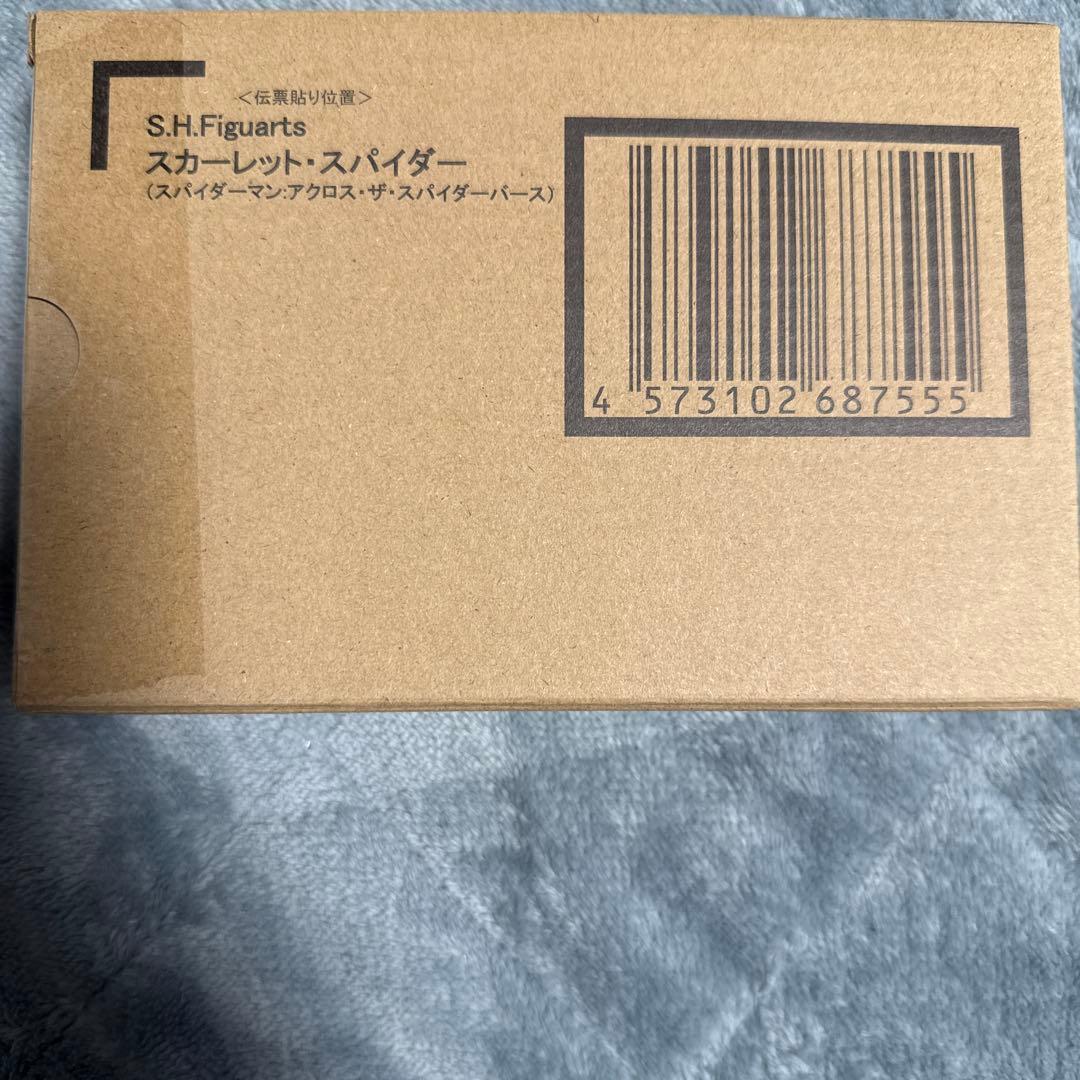 ＜伝票貼り位置＞
S.H.Figuarts
スカーレット・スパイダー
(スパイダーマン:アクロス・ザ・スパイダーバース)
4 573102 687555